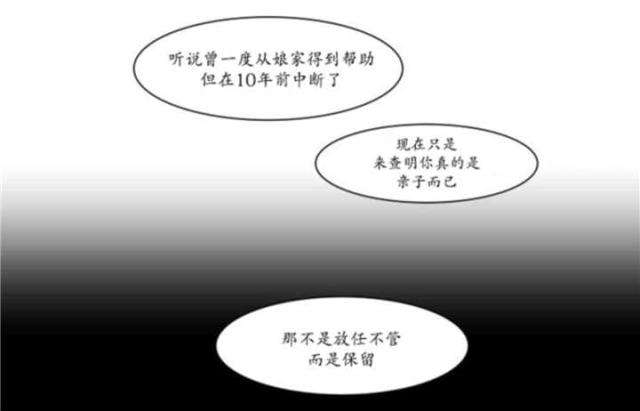 听说曾一度从娘家得到帮助
但在10年前中断了
现在只是
来查明你真的是
亲子而已
那不是放任不管
而是保留